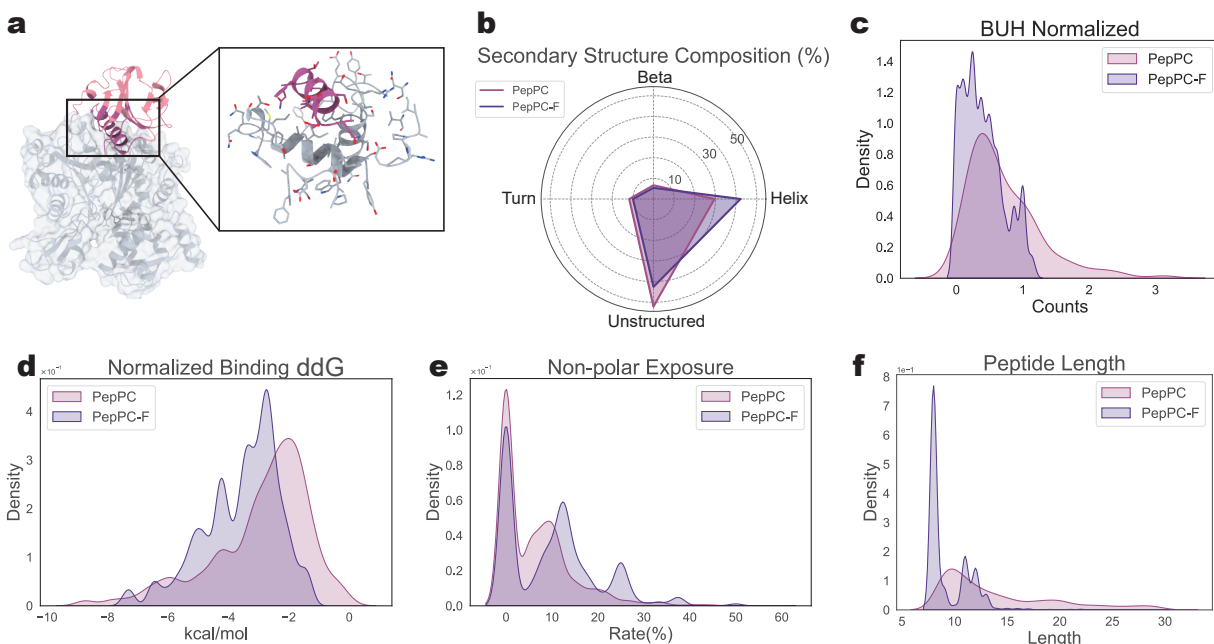 a
b
Secondary Structure Composition (%)
Beta
PepPC
PepPC-F
50
30
10
Turn
Helix
Unstructured
c
BUH Normalized
PepPC
PepPC-F
Density
1.4
1.2
1.0
0.8
0.6
0.4
0.2
0.0
0 1 2 3
Counts
d
Normalized Binding ddG
×10⁻¹
PepPC
PepPC-F
Density
4
3
2
1
0
−10 −8 −6 −4 −2 0
kcal/mol
e
Non-polar Exposure
×10⁻¹
PepPC
PepPC-F
Density
1.2
1.0
0.8
0.6
0.4
0.2
0.0
0 10 20 30 40 50 60
Rate(%)
f
Peptide Length
1e−1
PepPC
PepPC-F
Density
8
7
6
5
4
3
2
1
0
5 10 15 20 25 30
Length